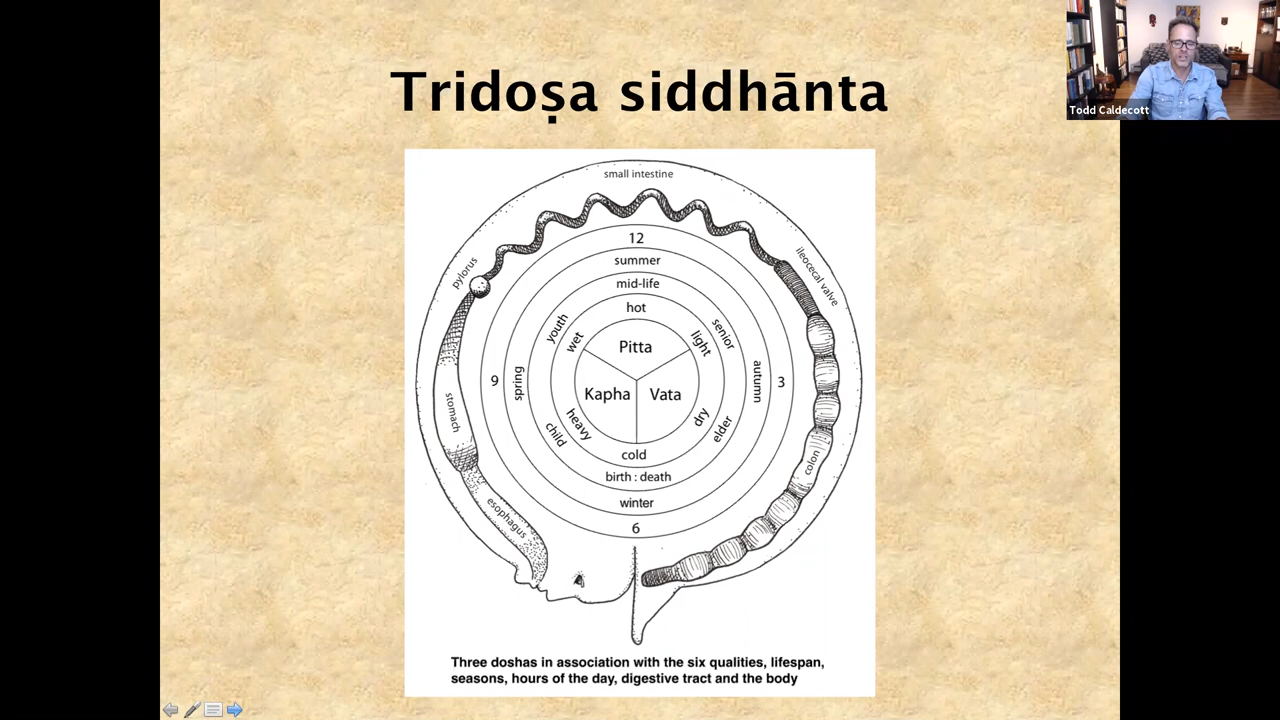 Tridoṣa siddhānta
Todd Caldecott
small intestine
pylorus
ileocecal valve
12
summer
mid-life
hot
youth
wet
senior
light
Pitta
9
spring
Kapha
Vata
autumn
3
stomach
child
heavy
dry
elder
colon
cold
birth : death
winter
6
esophagus
Three doshas in association with the six qualities, lifespan,
seasons, hours of the day, digestive tract and the body